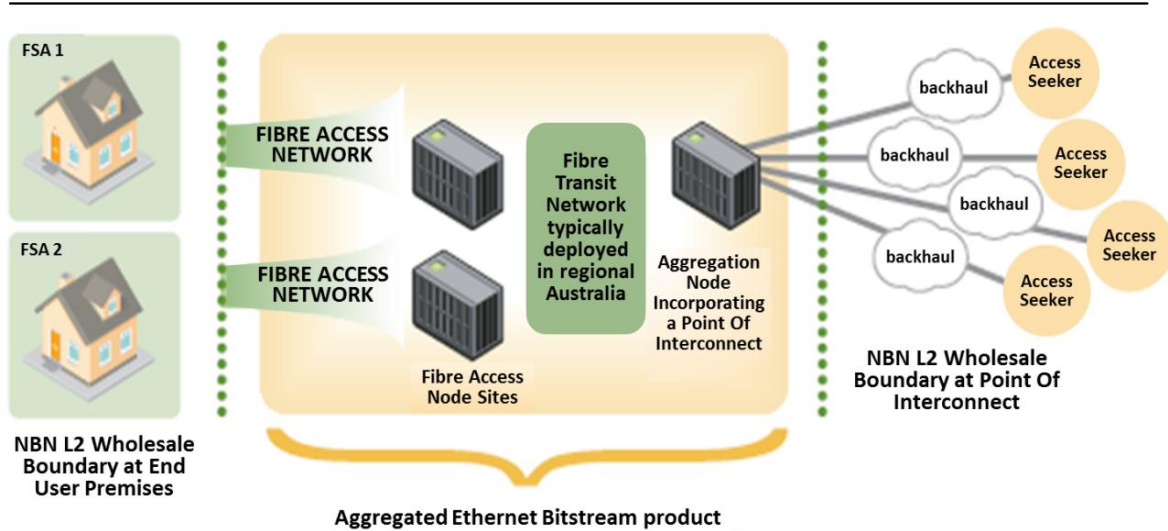 FSA 1
FIBRE ACCESS
NETWORK
FSA 2
FIBRE ACCESS
NETWORK
Fibre Access
Node Sites
Fibre
Transit
Network
typically
deployed
in regional
Australia
Aggregation
Node
Incorporating
a Point Of
Interconnect
backhaul
Access
Seeker
backhaul
Access
Seeker
backhaul
Access
Seeker
backhaul
Access
Seeker
NBN L2 Wholesale
Boundary at End
User Premises
NBN L2 Wholesale
Boundary at Point Of
Interconnect
Aggregated Ethernet Bitstream product